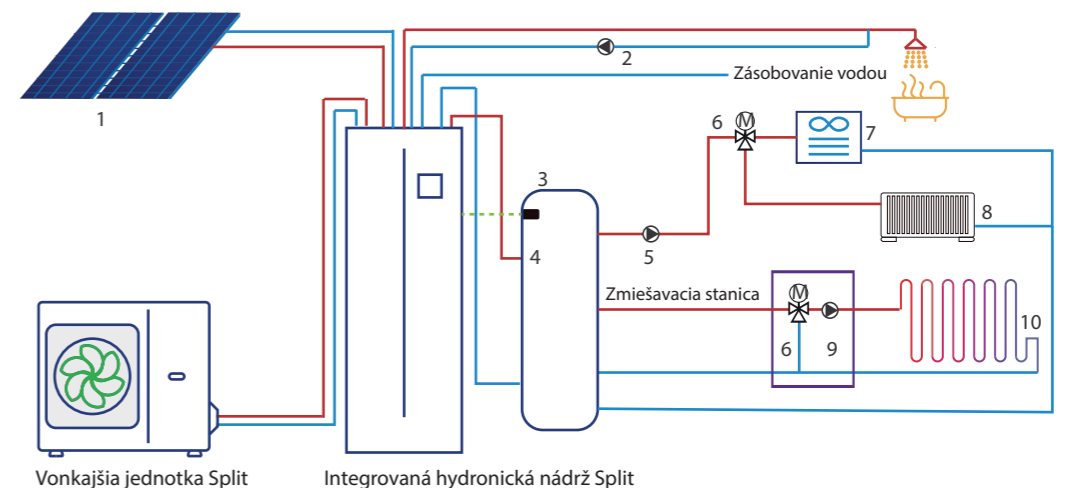 1
2
Zásobovanie vodou
6
M
7
3
8
4
5
Zmiešavacia stanica
M
10
6
9
Vonkajšia jednotka Split
Integrovaná hydronická nádrž Split